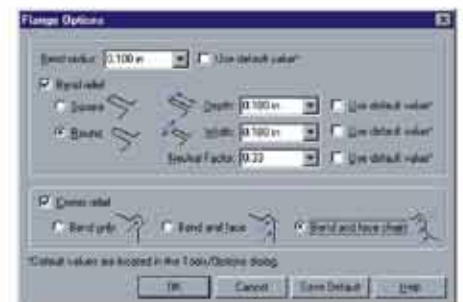 Flange Options
Bend radius: 0.100 in Use default value*
Bend relief
Square Depth: 0.100 in Use default value*
Round Width: 0.100 in Use default value*
Neutral Factor: 0.33 Use default value*
Corner relief
Bend only Bend and face Bend and face chain
*Default values are located in the Tools/Options dialog.
OK Cancel Save Default Help